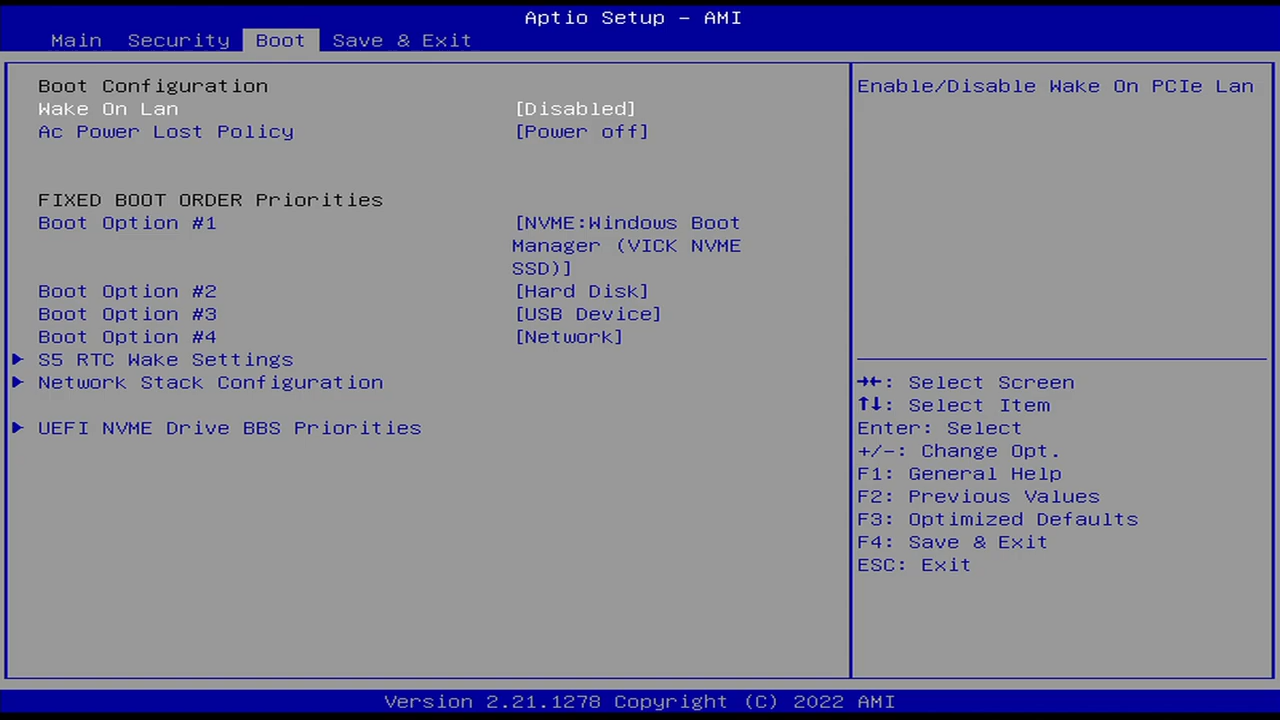 Aptio Setup – AMI
Main Security Boot Save & Exit
Boot Configuration
Wake On Lan [Disabled]
Ac Power Lost Policy [Power off]
FIXED BOOT ORDER Priorities
Boot Option #1 [NVME:Windows Boot
Manager (VICK NVME
SSD)]
Boot Option #2 [Hard Disk]
Boot Option #3 [USB Device]
Boot Option #4 [Network]
► S5 RTC Wake Settings
► Network Stack Configuration
► UEFI NVME Drive BBS Priorities
Enable/Disable Wake On PCIe Lan
→←: Select Screen
↑↓: Select Item
Enter: Select
+/-: Change Opt.
F1: General Help
F2: Previous Values
F3: Optimized Defaults
F4: Save & Exit
ESC: Exit
Version 2.21.1278 Copyright (C) 2022 AMI